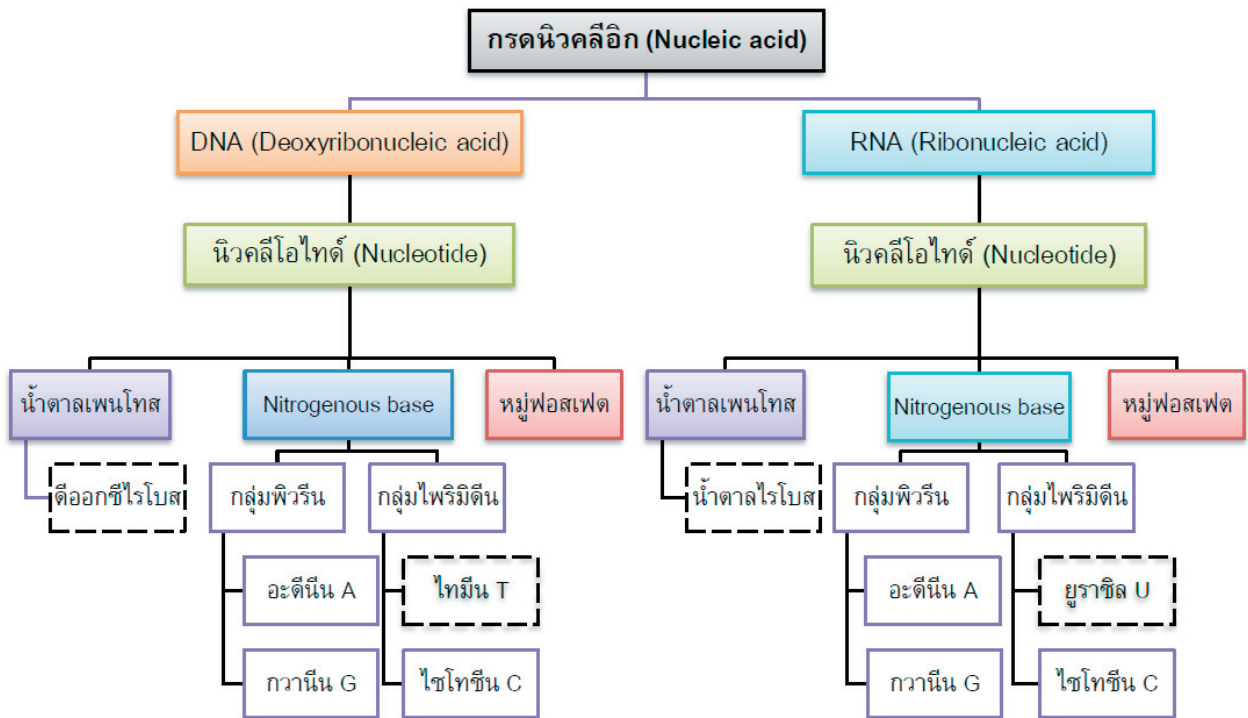 กรดนิวคลีอิก (Nucleic acid)
DNA (Deoxyribonucleic acid)
RNA (Ribonucleic acid)
นิวคลีโอไทด์ (Nucleotide)
นิวคลีโอไทด์ (Nucleotide)
น้ำตาลเพนโทส
Nitrogenous base
หมู่ฟอสเฟต
น้ำตาลเพนโทส
Nitrogenous base
หมู่ฟอสเฟต
ดีออกซีไรโบส
กลุ่มพิวรีน
กลุ่มไพริมิดีน
น้ำตาลไรโบส
กลุ่มพิวรีน
กลุ่มไพริมิดีน
อะดีนีน A
ไทมีน T
อะดีนีน A
ยูราซิล U
กวานีน G
ไซโทซีน C
กวานีน G
ไซโทซีน C